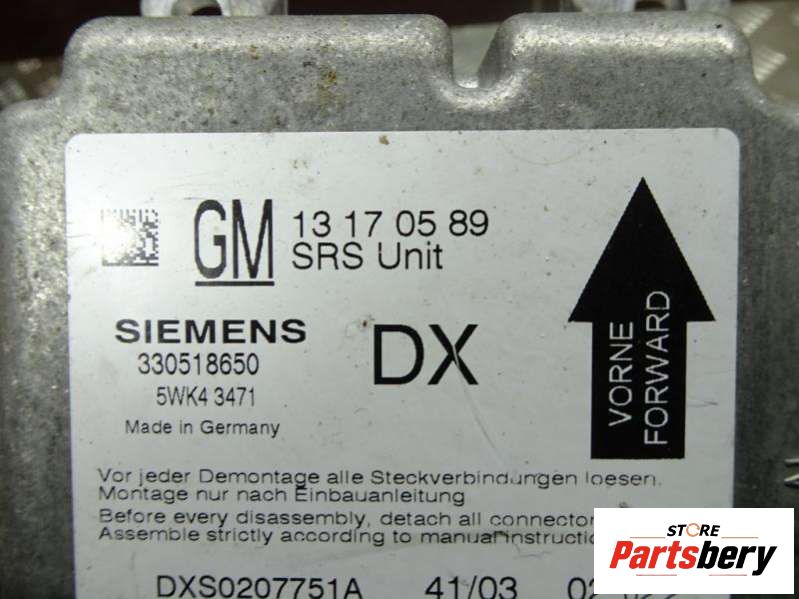 GM 13 17 05 89
SRS Unit
SIEMENS
330518650
5WK4 3471
DX
Made in Germany
VORNE
FORWARD
Vor jeder Demontage alle Steckverbindungen loesen.
Montage nur nach Einbauanleitung
Before every disassembly, detach all
Assemble strictly according to manual
DXS0207751A 41/03
STORE
Partsbery